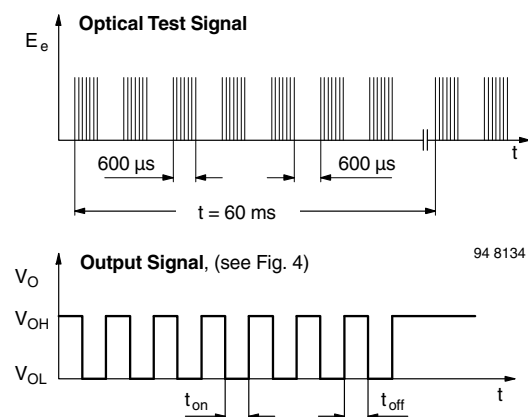 Optical Test Signal
E e
t
600 µs 600 µs
t = 60 ms
94 8134
Output Signal, (see Fig. 4)
V O
V OH
V OL
t
t on t off